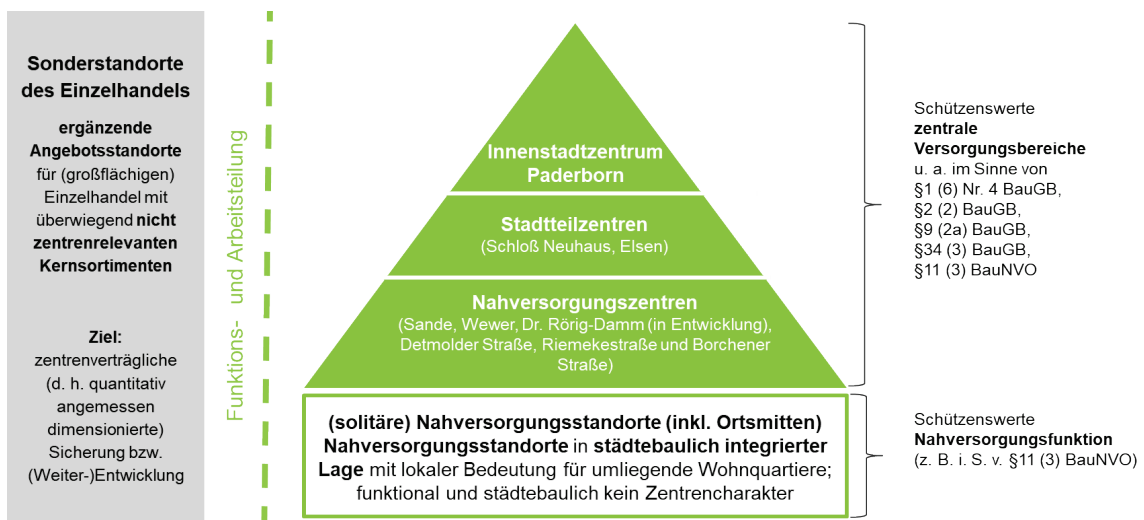 Sonderstandorte
des Einzelhandels
ergänzende
Angebotsstandorte
für (großflächigen)
Einzelhandel mit
überwiegend nicht
zentrenrelevanten
Kernsortimenten
Ziel:
zentrenverträgliche
(d. h. quantitativ
angemessen
dimensionierte)
Sicherung bzw.
(Weiter-)Entwicklung
Funktions- und Arbeitsteilung
Innenstadtzentrum
Paderborn
Stadtteilzentren
(Schloß Neuhaus, Elsen)
Nahversorgungszentren
(Sande, Wewer, Dr. Rörig-Damm (in Entwicklung),
Detmolder Straße, Riemekestraße und Borchener
Straße)
(solitäre) Nahversorgungsstandorte (inkl. Ortsmitten)
Nahversorgungsstandorte in städtebaulich integrierter
Lage mit lokaler Bedeutung für umliegende Wohnquartiere;
funktional und städtebaulich kein Zentrencharakter
Schützenswerte
zentrale
Versorgungsbereiche
u. a. im Sinne von
§1 (6) Nr. 4 BauGB,
§2 (2) BauGB,
§9 (2a) BauGB,
§34 (3) BauGB,
§11 (3) BauNVO
Schützenswerte
Nahversorgungsfunktion
(z. B. i. S. v. §11 (3) BauNVO)